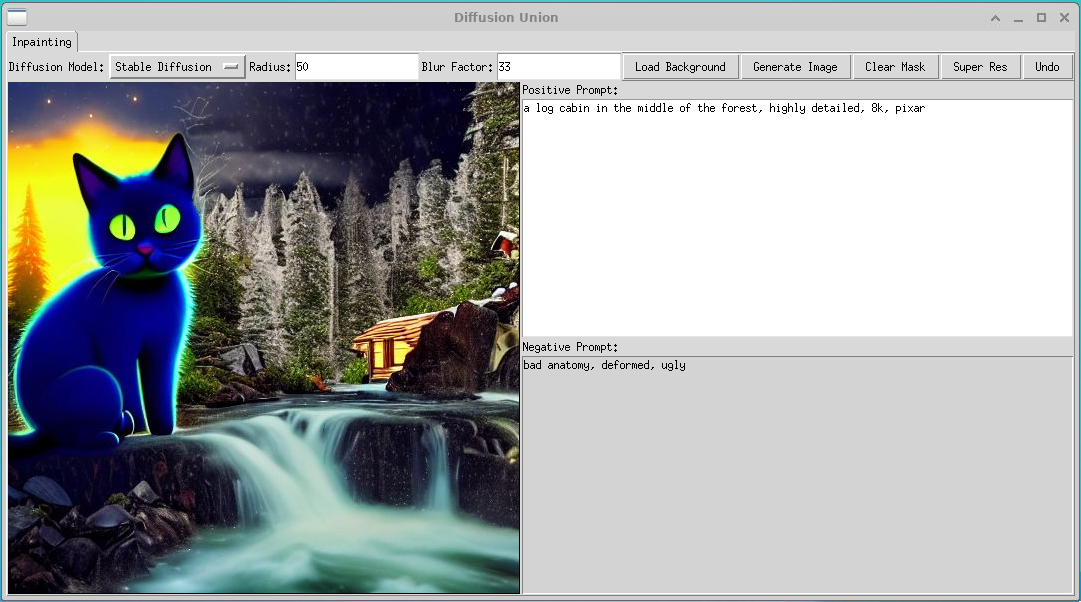 Diffusion Union
Inpainting
Diffusion Model: Stable Diffusion Radius: 50 Blur Factor: 33 Load Background Generate Image Clear Mask Super Res Undo
Positive Prompt:
a log cabin in the middle of the forest, highly detailed, 8k, pixar
Negative Prompt:
bad anatomy, deformed, ugly